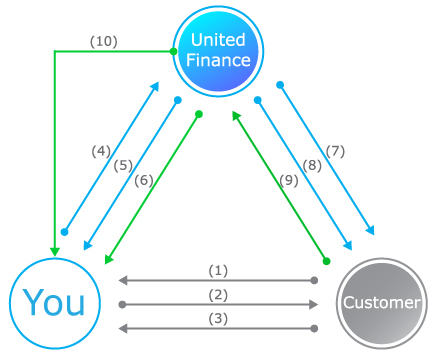 (10)
United
Finance
(4)
(5)
(6)
(7)
(8)
(9)
(1)
(2)
(3)
You
Customer